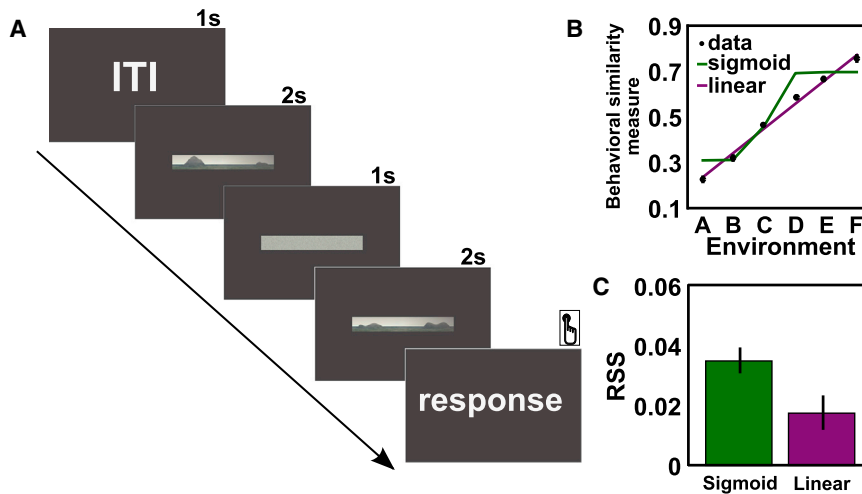 A
1s
ITI
2s
1s
2s
response
B
Behavioral similarity
measure
0.9
0.7
0.5
0.3
0.1
data
sigmoid
linear
A B C D E F
Environment
C
RSS
0.06
0.04
0.02
0
Sigmoid Linear